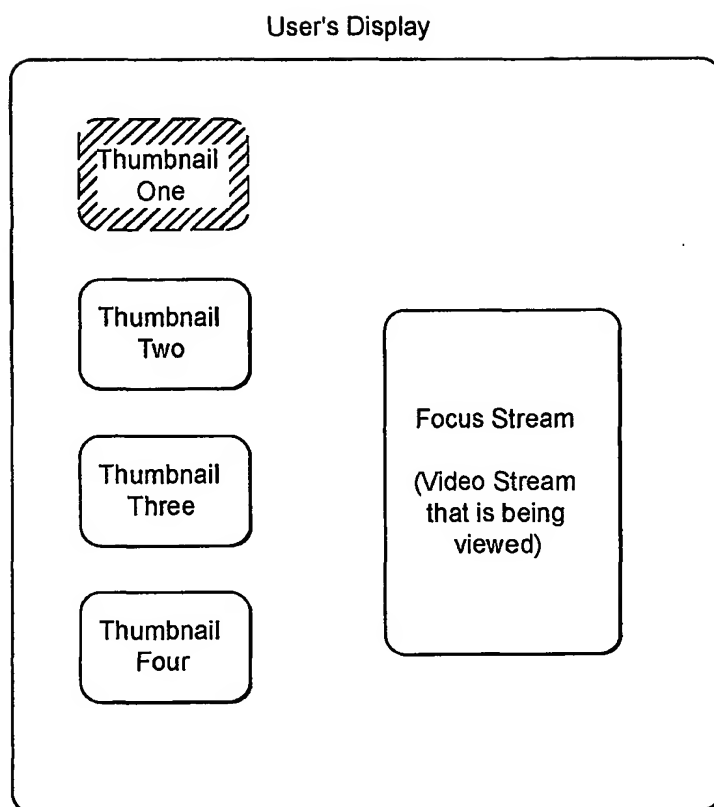 User's Display
Thumbnail
One
Thumbnail
Two
Thumbnail
Three
Thumbnail
Four
Focus Stream
(Video Stream
that is being
viewed)